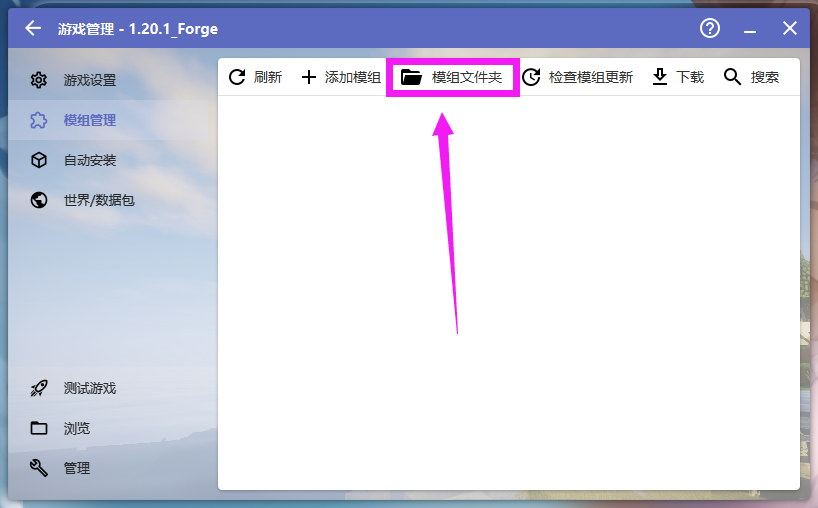 游戏管理 - 1.20.1_Forge
游戏设置
模组管理
自动安装
世界/数据包
测试游戏
浏览
管理
刷新 添加模组 模组文件夹 检查模组更新 下载 搜索